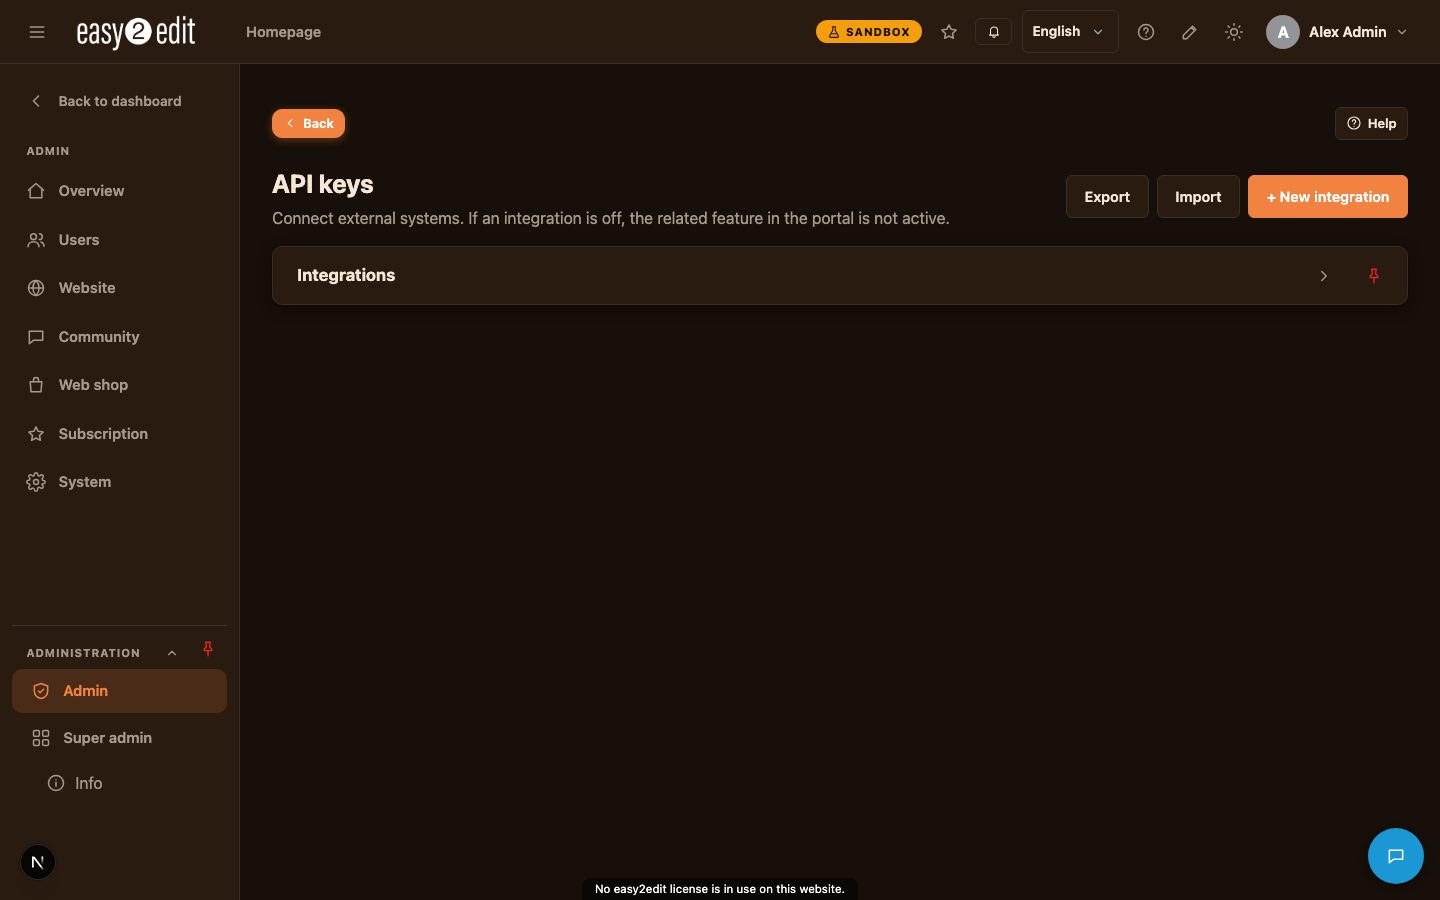 easy2edit
Homepage
SANDBOX
English
A
Alex Admin
Back to dashboard
ADMIN
Overview
Users
Website
Community
Web shop
Subscription
System
ADMINISTRATION
Admin
Super admin
Info
N
Back
Help
API keys
Connect external systems. If an integration is off, the related feature in the portal is not active.
Export
Import
+ New integration
Integrations
No easy2edit license is in use on this website.